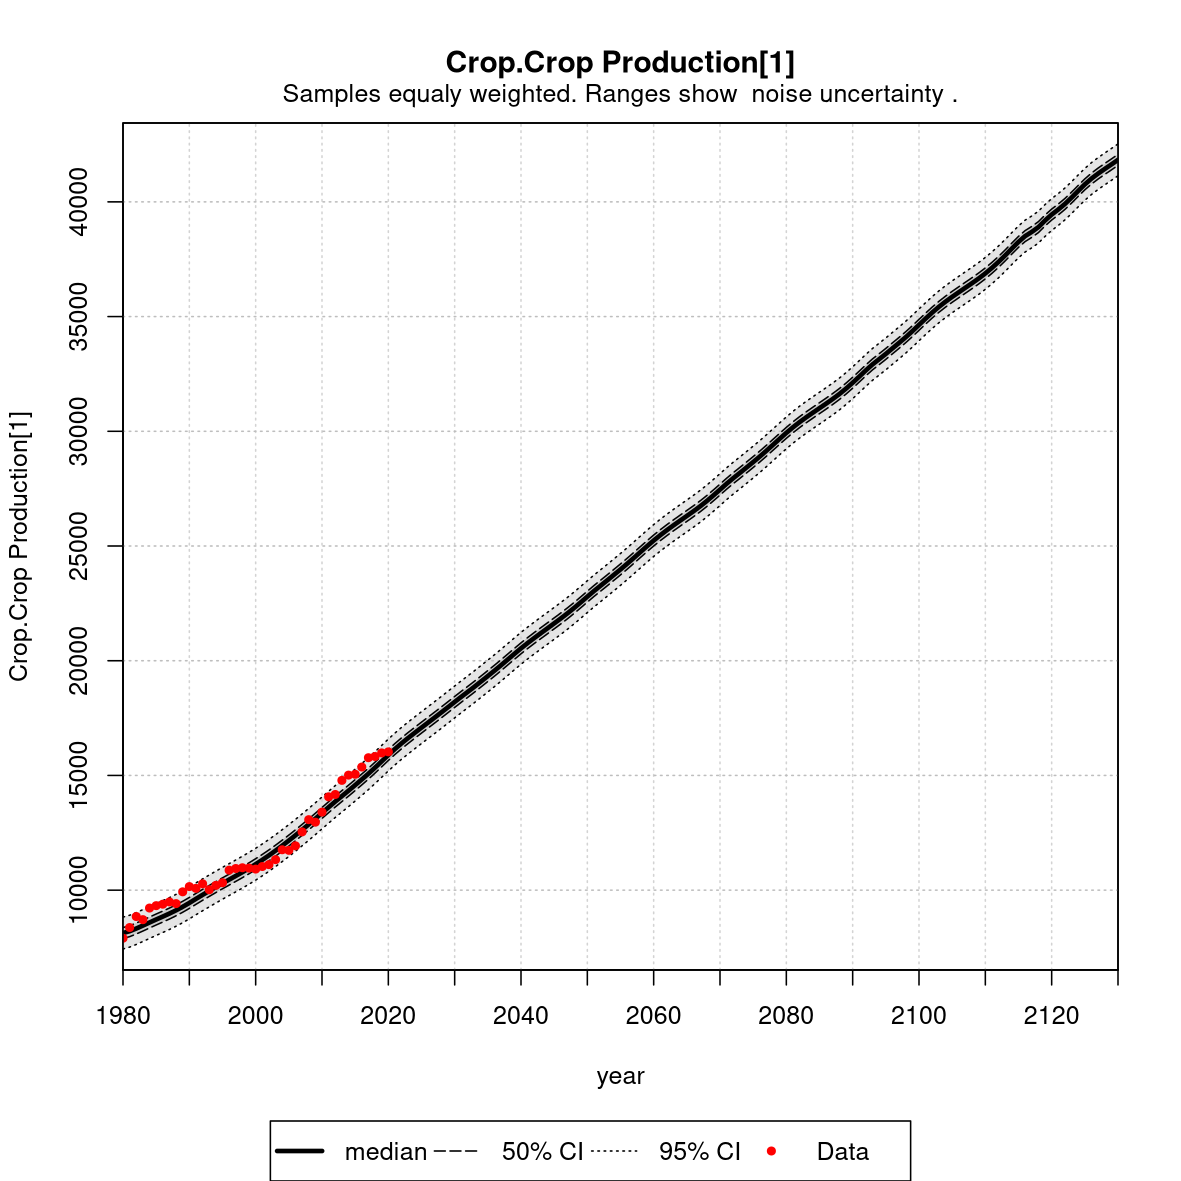 Crop.Crop Production[1]
Samples equaly weighted. Ranges show  noise uncertainty .
Crop.Crop Production[1]
40000
35000
30000
25000
20000
15000
10000
1980 2000 2020 2040 2060 2080 2100 2120
year
median 50% CI 95% CI Data